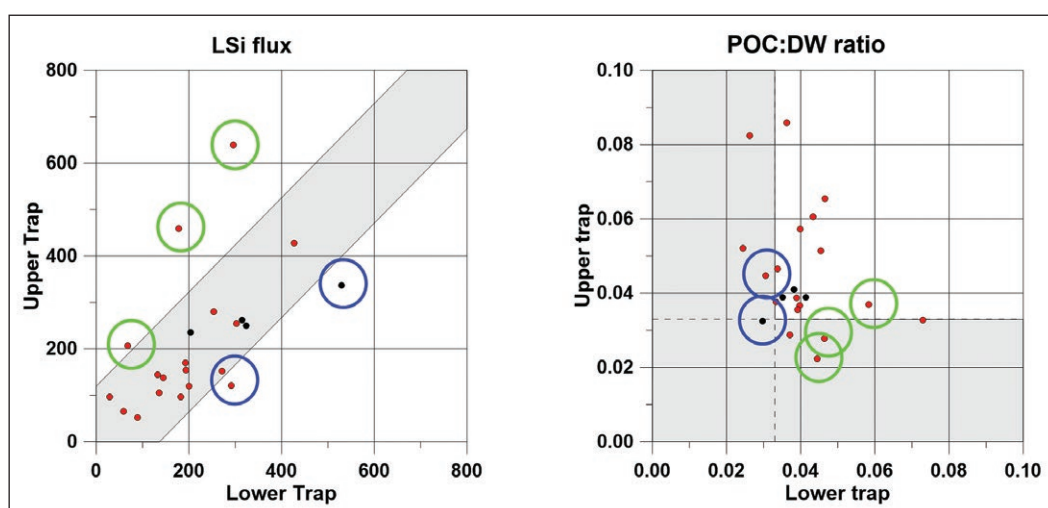 LSi flux
800
600
400
200
0
Upper Trap
0 200 400 600 800
Lower Trap
POC:DW ratio
0.10
0.08
0.06
0.04
0.02
0.00
Upper trap
0.00 0.02 0.04 0.06 0.08 0.10
Lower trap